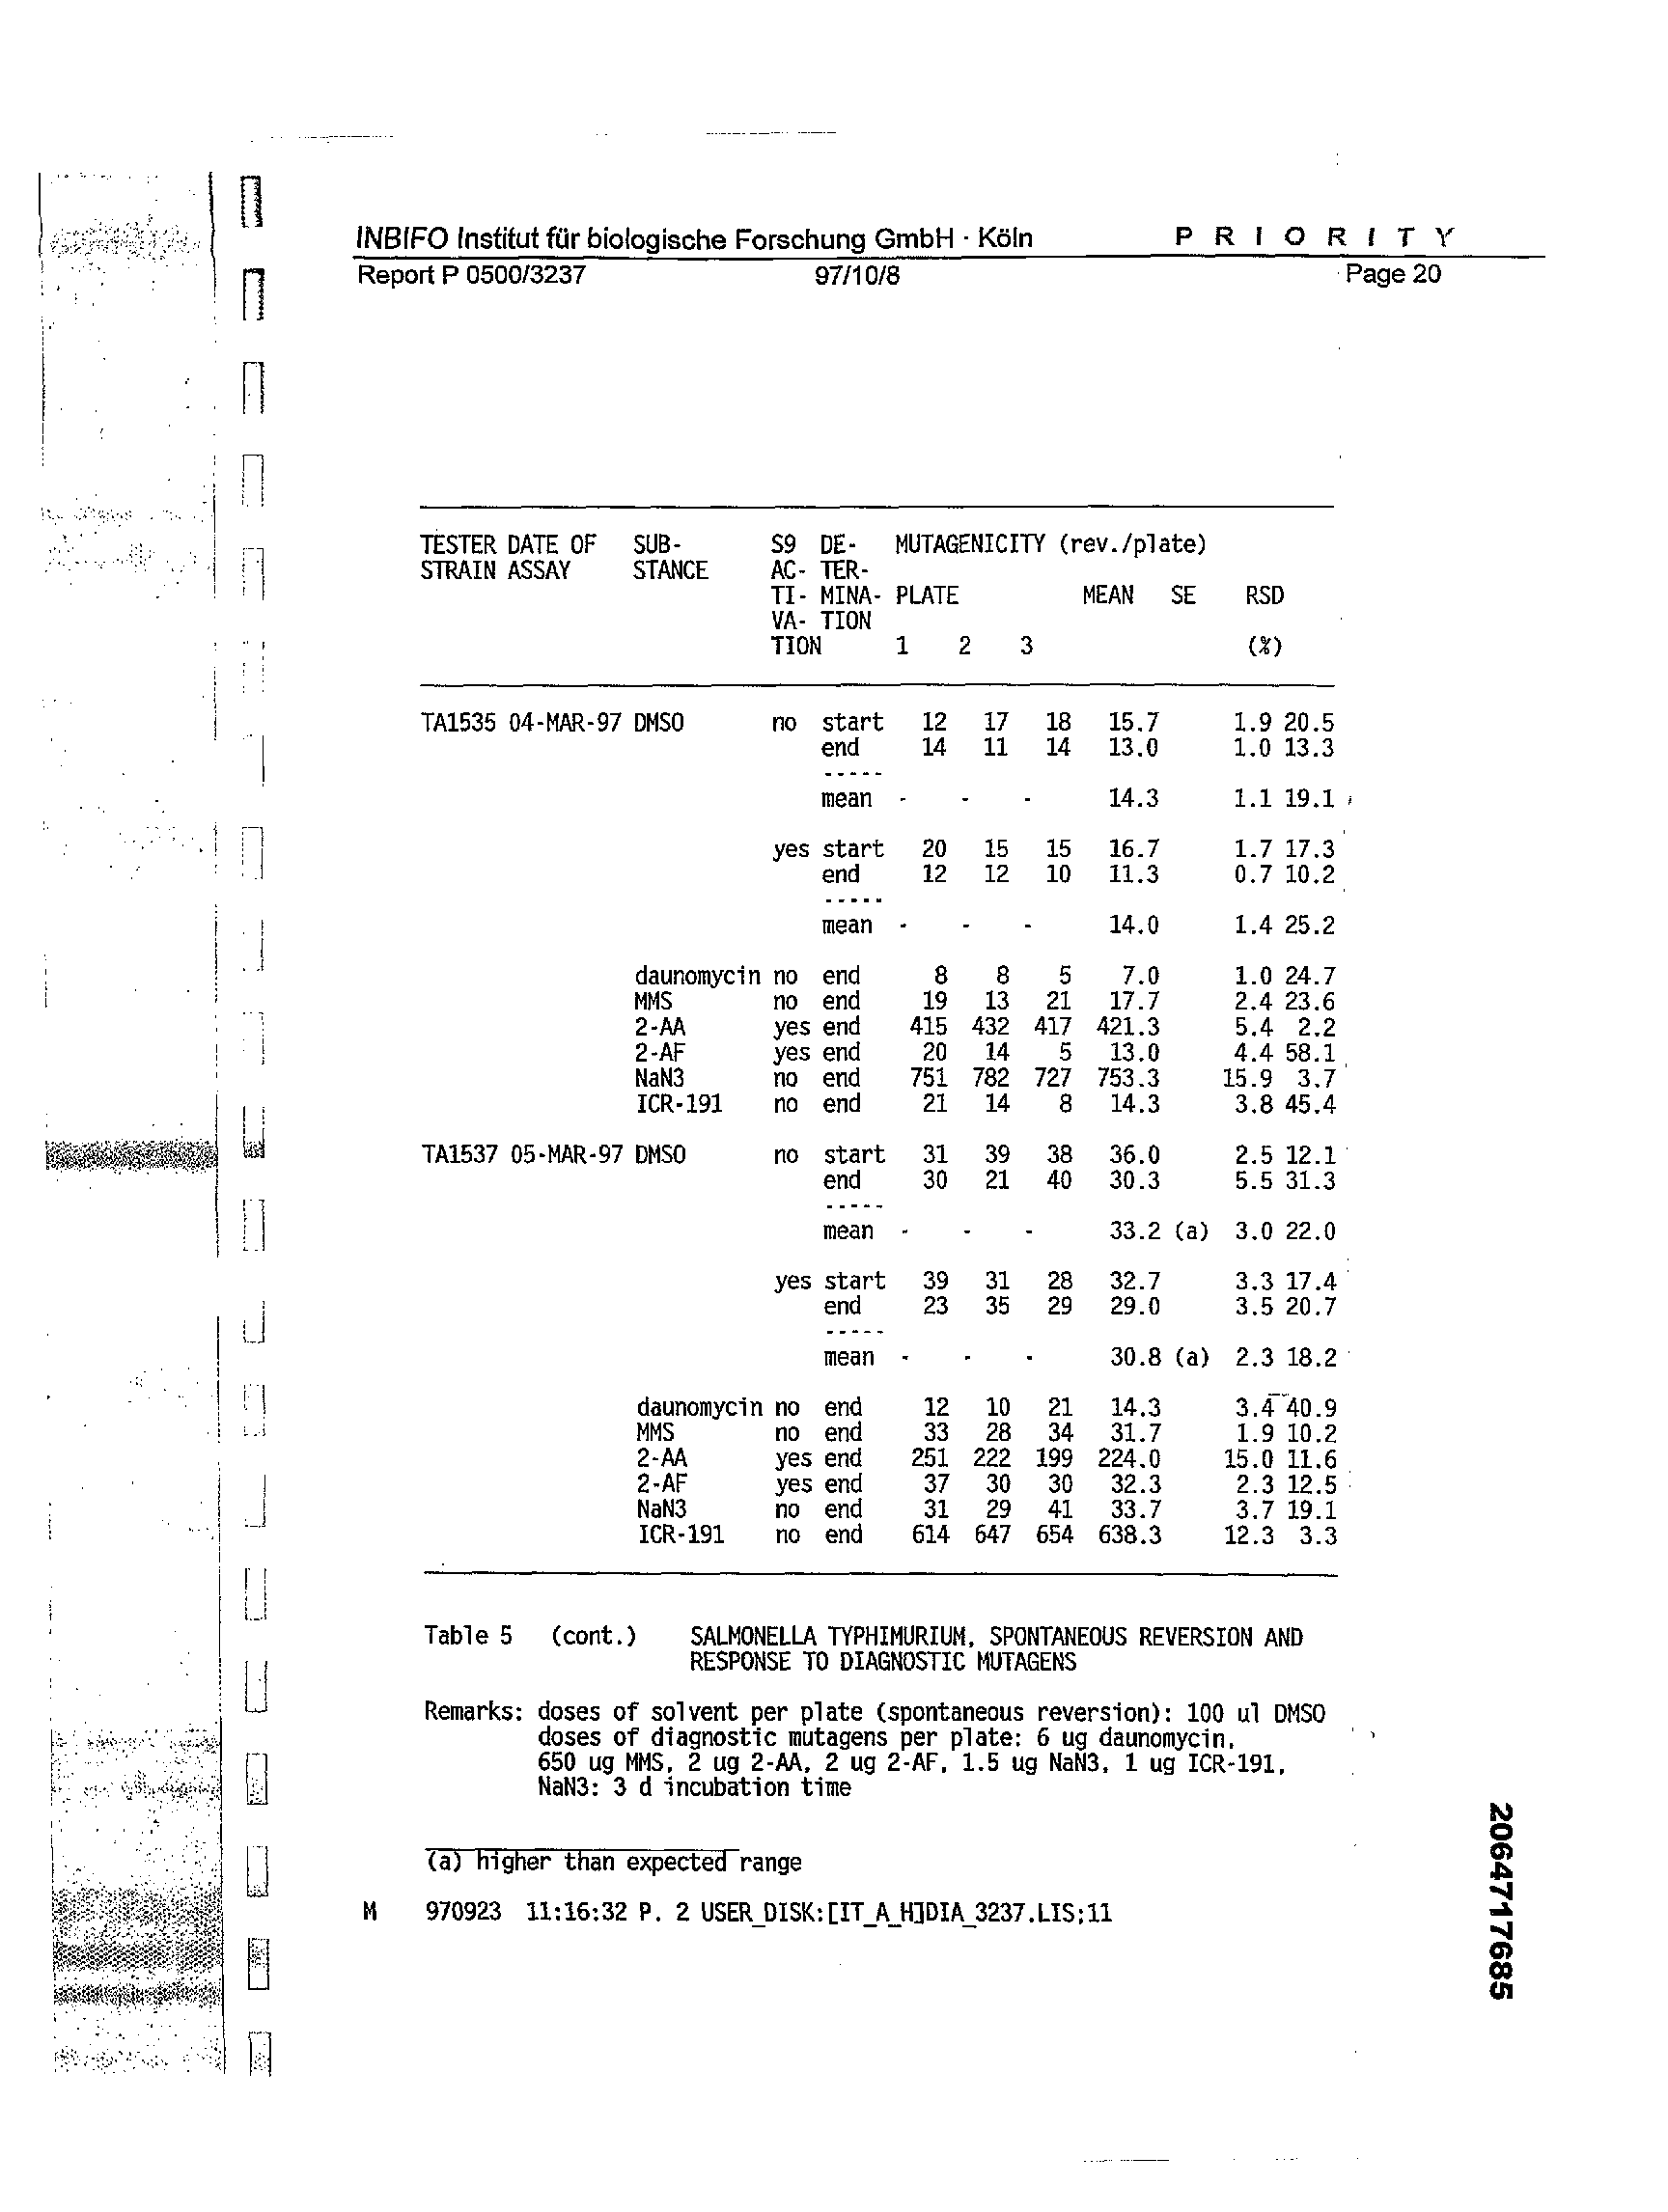 INBIFO Institut für biologische Forschung GmbH · Köln P R I O R I T Y
Report P 0500/3237 97/10/8 Page 20
TESTER DATE OF SUB- S9 DE- MUTAGENICITY (rev./plate)
STRAIN ASSAY STANCE AC- TER-
TI- MINA- PLATE MEAN SE RSD
VA- TION
TION 1 2 3 (%)
TA1535 04-MAR-97 DMSO no start 12 17 18 15.7 1.9 20.5
end 14 11 14 13.0 1.0 13.3
-----
mean - - - 14.3 1.1 19.1
yes start 20 15 15 16.7 1.7 17.3
end 12 12 10 11.3 0.7 10.2
-----
mean - - - 14.0 1.4 25.2
daunomycin no end 8 8 5 7.0 1.0 24.7
MMS no end 19 13 21 17.7 2.4 23.6
2-AA yes end 415 432 417 421.3 5.4 2.2
2-AF yes end 20 14 5 13.0 4.4 58.1
NaN3 no end 751 782 727 753.3 15.9 3.7
ICR-191 no end 21 14 8 14.3 3.8 45.4
TA1537 05-MAR-97 DMSO no start 31 39 38 36.0 2.5 12.1
end 30 21 40 30.3 5.5 31.3
-----
mean - - - 33.2 (a) 3.0 22.0
yes start 39 31 28 32.7 3.3 17.4
end 23 35 29 29.0 3.5 20.7
-----
mean - - - 30.8 (a) 2.3 18.2
daunomycin no end 12 10 21 14.3 3.4 40.9
MMS no end 33 28 34 31.7 1.9 10.2
2-AA yes end 251 222 199 224.0 15.0 11.6
2-AF yes end 37 30 30 32.3 2.3 12.5
NaN3 no end 31 29 41 33.7 3.7 19.1
ICR-191 no end 614 647 654 638.3 12.3 3.3
Table 5 (cont.) SALMONELLA TYPHIMURIUM, SPONTANEOUS REVERSION AND
RESPONSE TO DIAGNOSTIC MUTAGENS
Remarks: doses of solvent per plate (spontaneous reversion): 100 ul DMSO
doses of diagnostic mutagens per plate: 6 ug daunomycin,
650 ug MMS, 2 ug 2-AA, 2 ug 2-AF, 1.5 ug NaN3, 1 ug ICR-191,
NaN3: 3 d incubation time
(a) higher than expected range
M 970923 11:16:32 P. 2 USER_DISK:[IT_A_H]DIA_3237.LIS;11
2064717685